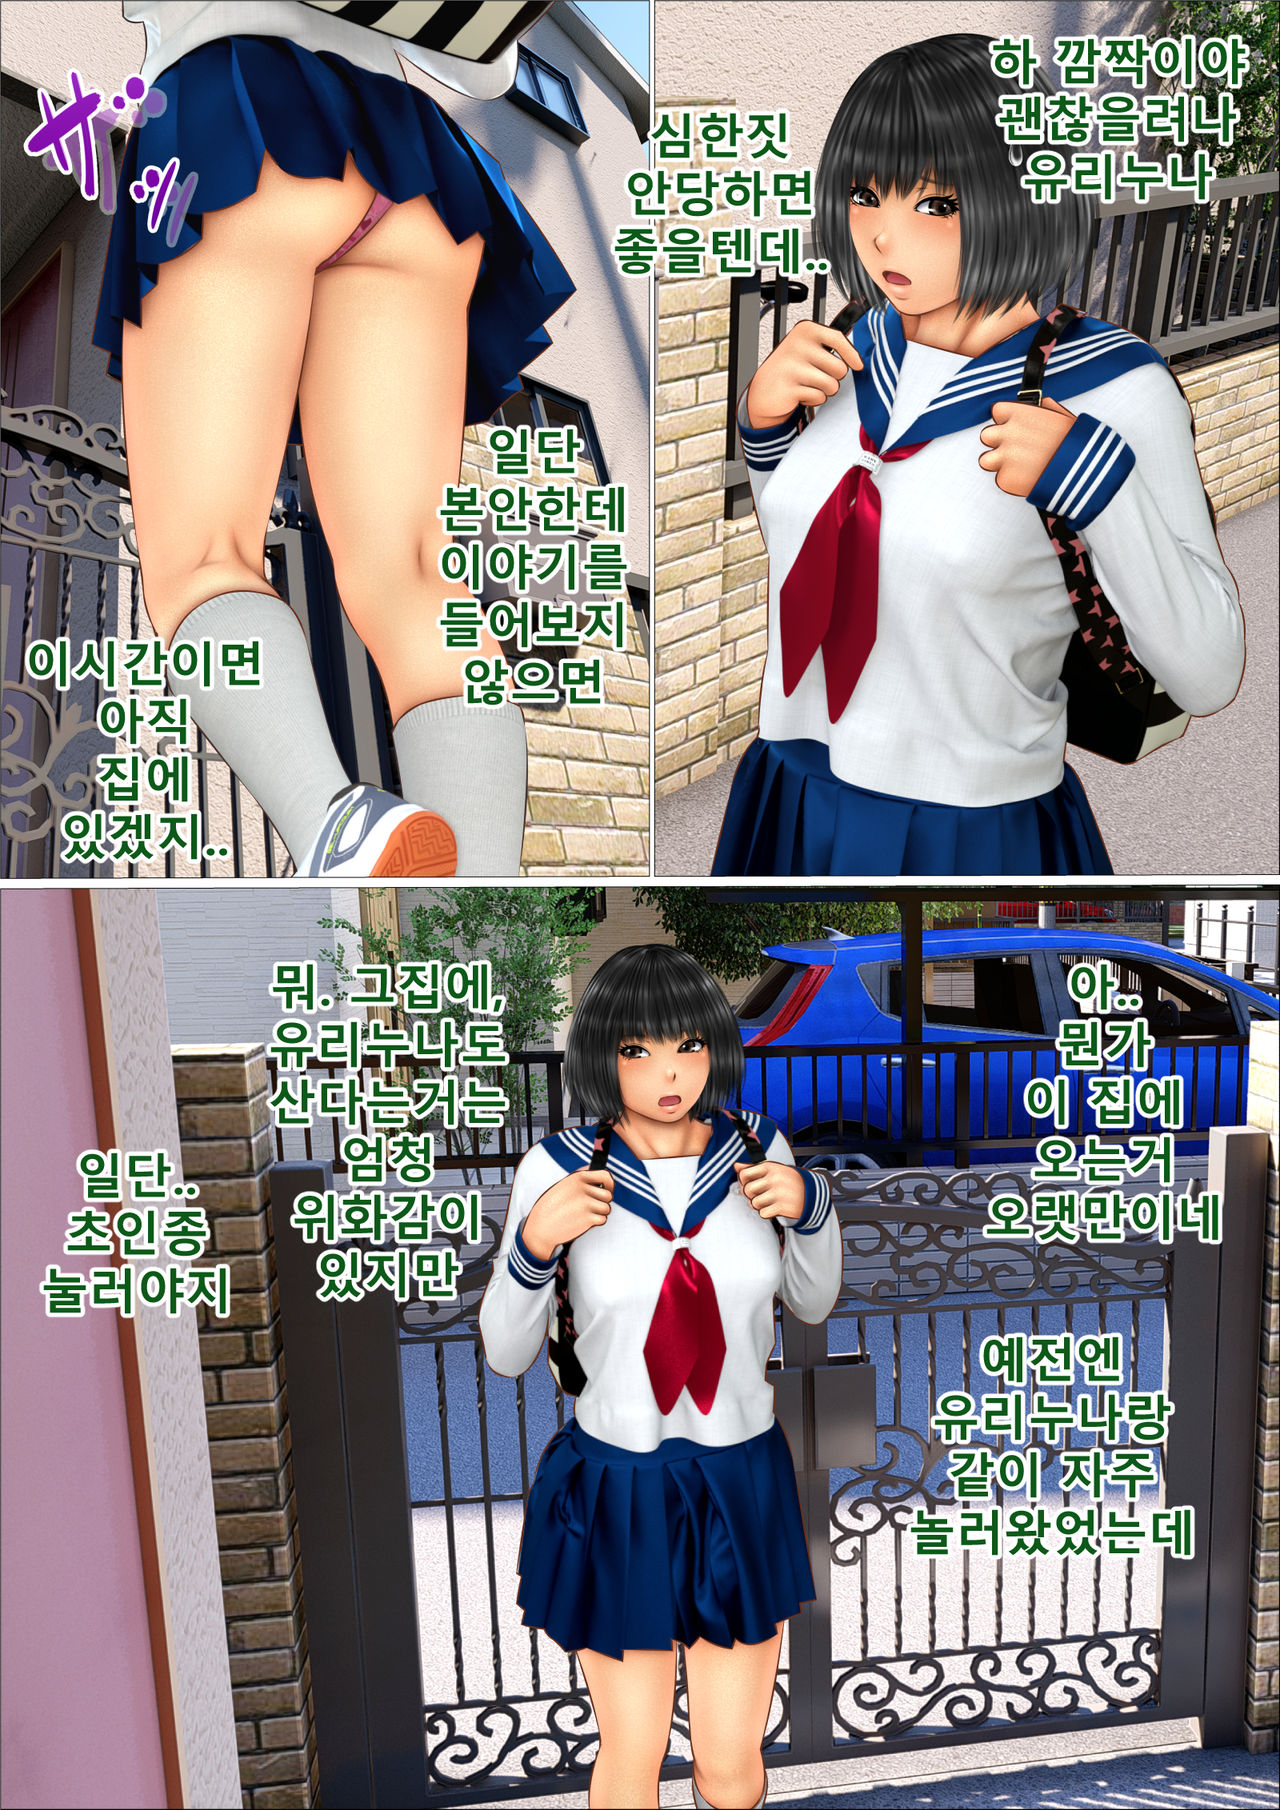 하 깜짝이야
괜찮을려나
유리누나
심한짓
안당하면
좋을텐데..
ザッ
ザッ
일단
본안한테
이야기를
들어보지
않으면
이시간이면
아직
집에
있겠지..
아..
뭔가
이 집에
오는거
오랫만이네
예전엔
유리누나랑
같이 자주
놀러왔었는데
뭐. 그집에,
유리누나도
산다는거는
엄청
위화감이
있지만
일단..
초인종
눌러야지